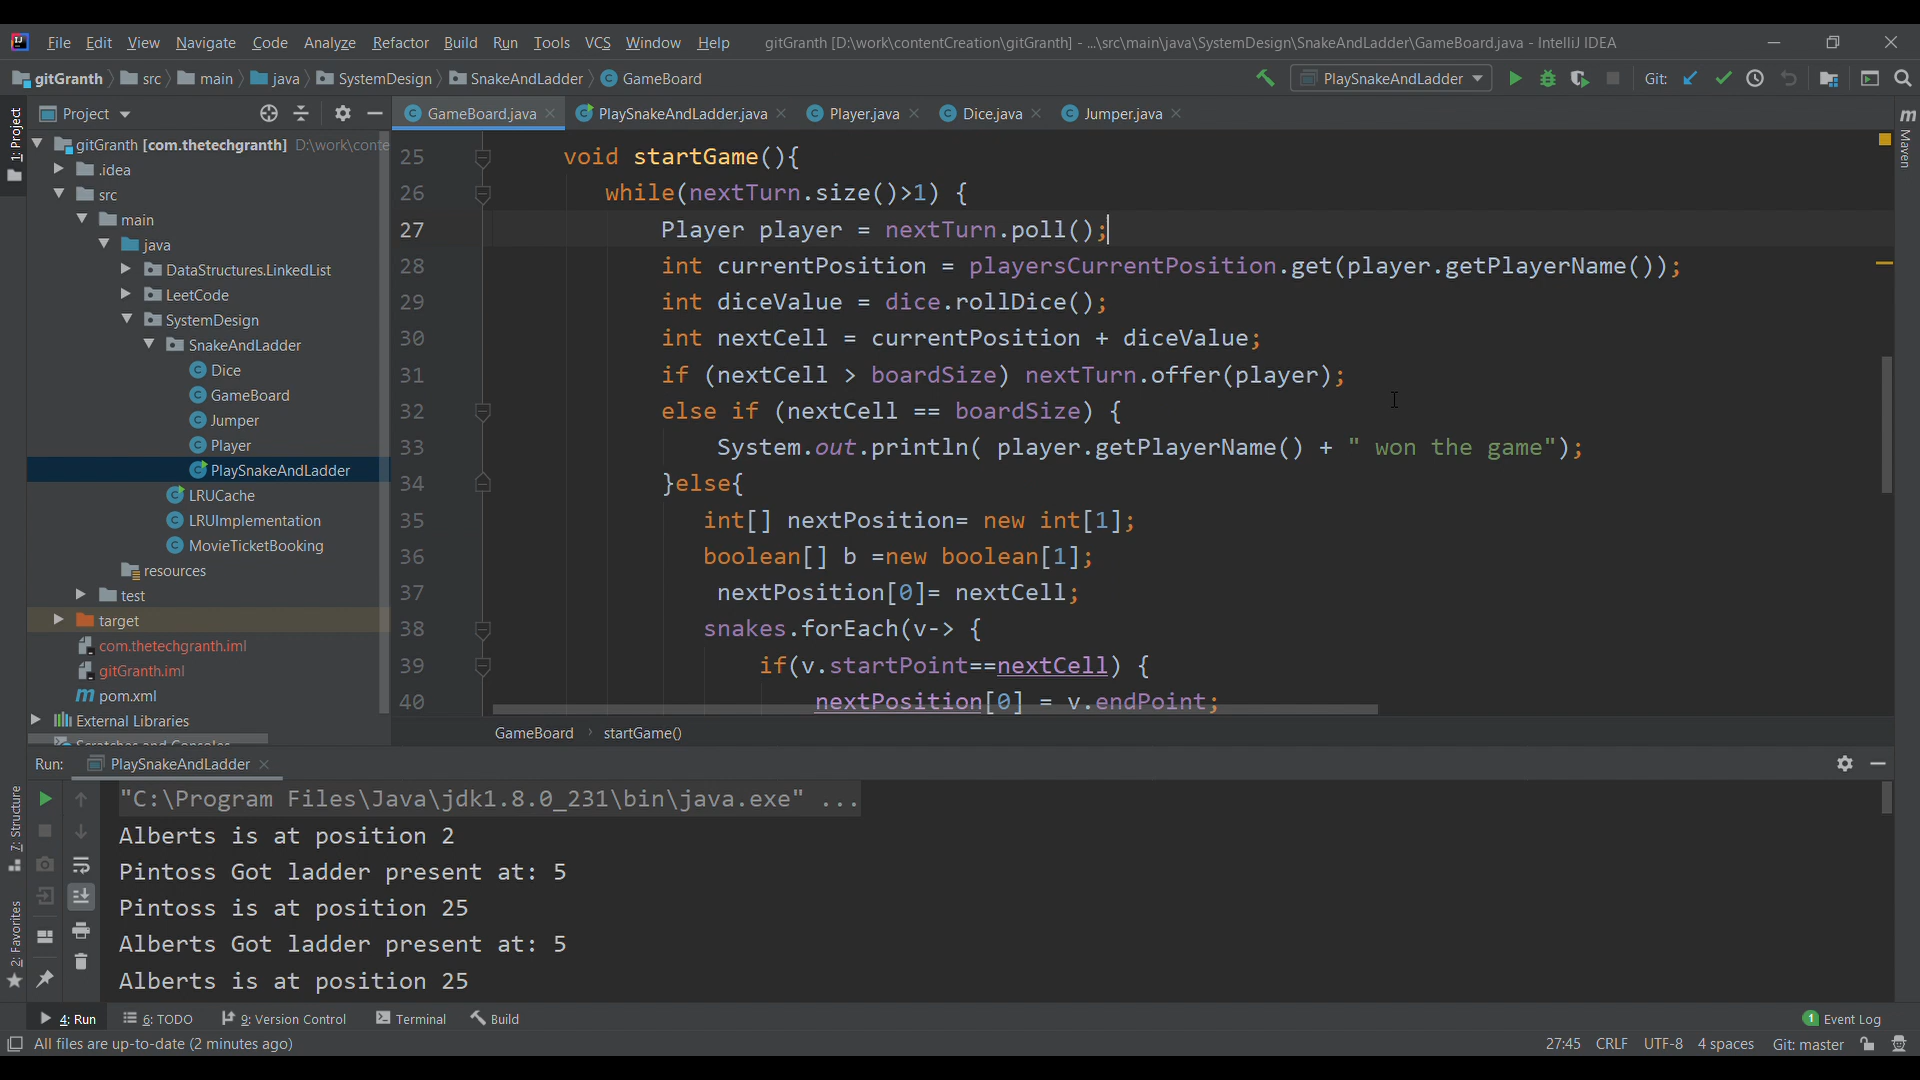 File Edit View Navigate Code Analyze Refactor Build Run Tools VCS Window Help gitGranth [D:\work\contentCreation\gitGranth] - ...\src\main\java\SystemDesign\SnakeAndLadder\GameBoard.java - IntelliJ IDEA
gitGranth src main java SystemDesign SnakeAndLadder GameBoard PlaySnakeAndLadder Git:
Project GameBoard.java PlaySnakeAndLadder.java Player.java Dice.java Jumper.java
1: Project
Maven
gitGranth [com.thetechgranth] D:\work\conte
.idea
src
main
java
DataStructures.LinkedList
LeetCode
SystemDesign
SnakeAndLadder
Dice
GameBoard
Jumper
Player
PlaySnakeAndLadder
LRUCache
LRUImplementation
MovieTicketBooking
resources
test
target
com.thetechgranth.iml
gitGranth.iml
pom.xml
External Libraries
Scratches and Consoles
25 void startGame(){
26 while(nextTurn.size()>1) {
27 Player player = nextTurn.poll();
28 int currentPosition = playersCurrentPosition.get(player.getPlayerName());
29 int diceValue = dice.rollDice();
30 int nextCell = currentPosition + diceValue;
31 if (nextCell > boardSize) nextTurn.offer(player);
32 else if (nextCell == boardSize) {
33 System.out.println( player.getPlayerName() + " won the game");
34 }else{
35 int[] nextPosition= new int[1];
36 boolean[] b =new boolean[1];
37 nextPosition[0]= nextCell;
38 snakes.forEach(v-> {
39 if(v.startPoint==nextCell) {
40 nextPosition[0] = v.endPoint;
GameBoard startGame()
Run: PlaySnakeAndLadder
"C:\Program Files\Java\jdk1.8.0_231\bin\java.exe" ...
Alberts is at position 2
Pintoss Got ladder present at: 5
Pintoss is at position 25
Alberts Got ladder present at: 5
Alberts is at position 25
7: Structure
2: Favorites
4: Run 6: TODO 9: Version Control Terminal Build 1 Event Log
All files are up-to-date (2 minutes ago) 27:45 CRLF UTF-8 4 spaces Git: master